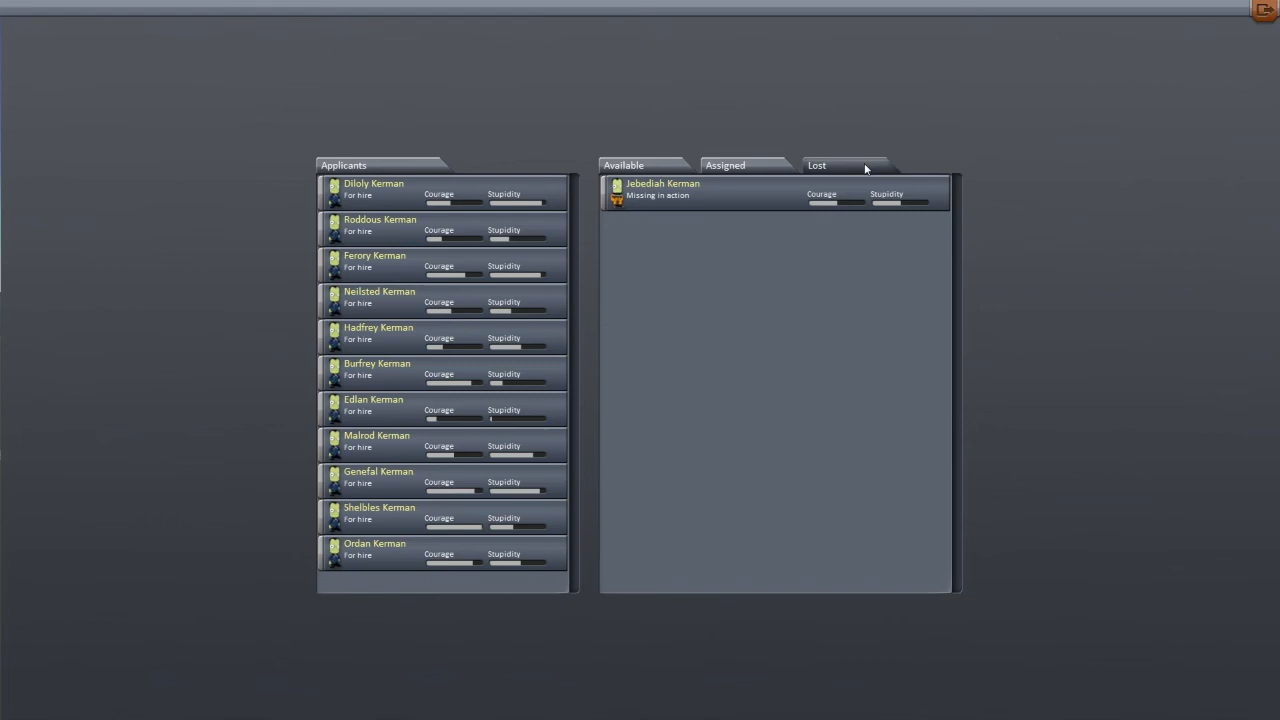 Applicants
Diloly Kerman
For hire
Courage Stupidity
Roddous Kerman
For hire
Courage Stupidity
Ferory Kerman
For hire
Courage Stupidity
Neilsted Kerman
For hire
Courage Stupidity
Hadfrey Kerman
For hire
Courage Stupidity
Burfrey Kerman
For hire
Courage Stupidity
Edlan Kerman
For hire
Courage Stupidity
Malrod Kerman
For hire
Courage Stupidity
Genefal Kerman
For hire
Courage Stupidity
Shelbles Kerman
For hire
Courage Stupidity
Ordan Kerman
For hire
Courage Stupidity
Available Assigned Lost
Jebediah Kerman
Missing in action
Courage Stupidity